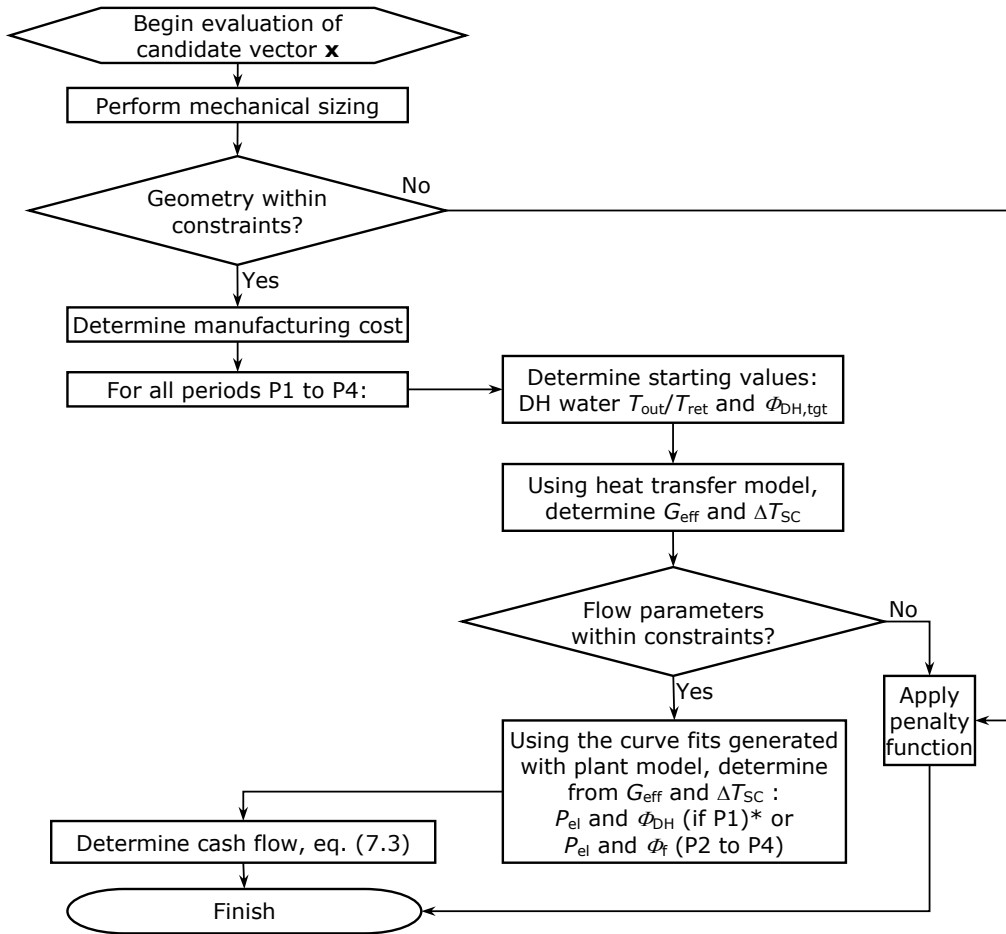 Begin evaluation of
candidate vector x
Perform mechanical sizing
Geometry within
constraints?
No
Yes
Determine manufacturing cost
For all periods P1 to P4:
Determine starting values:
DH water Tout/Tret and ΦDH,tgt
Using heat transfer model,
determine Geff and ΔTSC
Flow parameters
within constraints?
No
Yes
Apply
penalty
function
Using the curve fits generated
with plant model, determine
from Geff and ΔTSC :
Pel and ΦDH (if P1)* or
Pel and Φf (P2 to P4)
Determine cash flow, eq. (7.3)
Finish